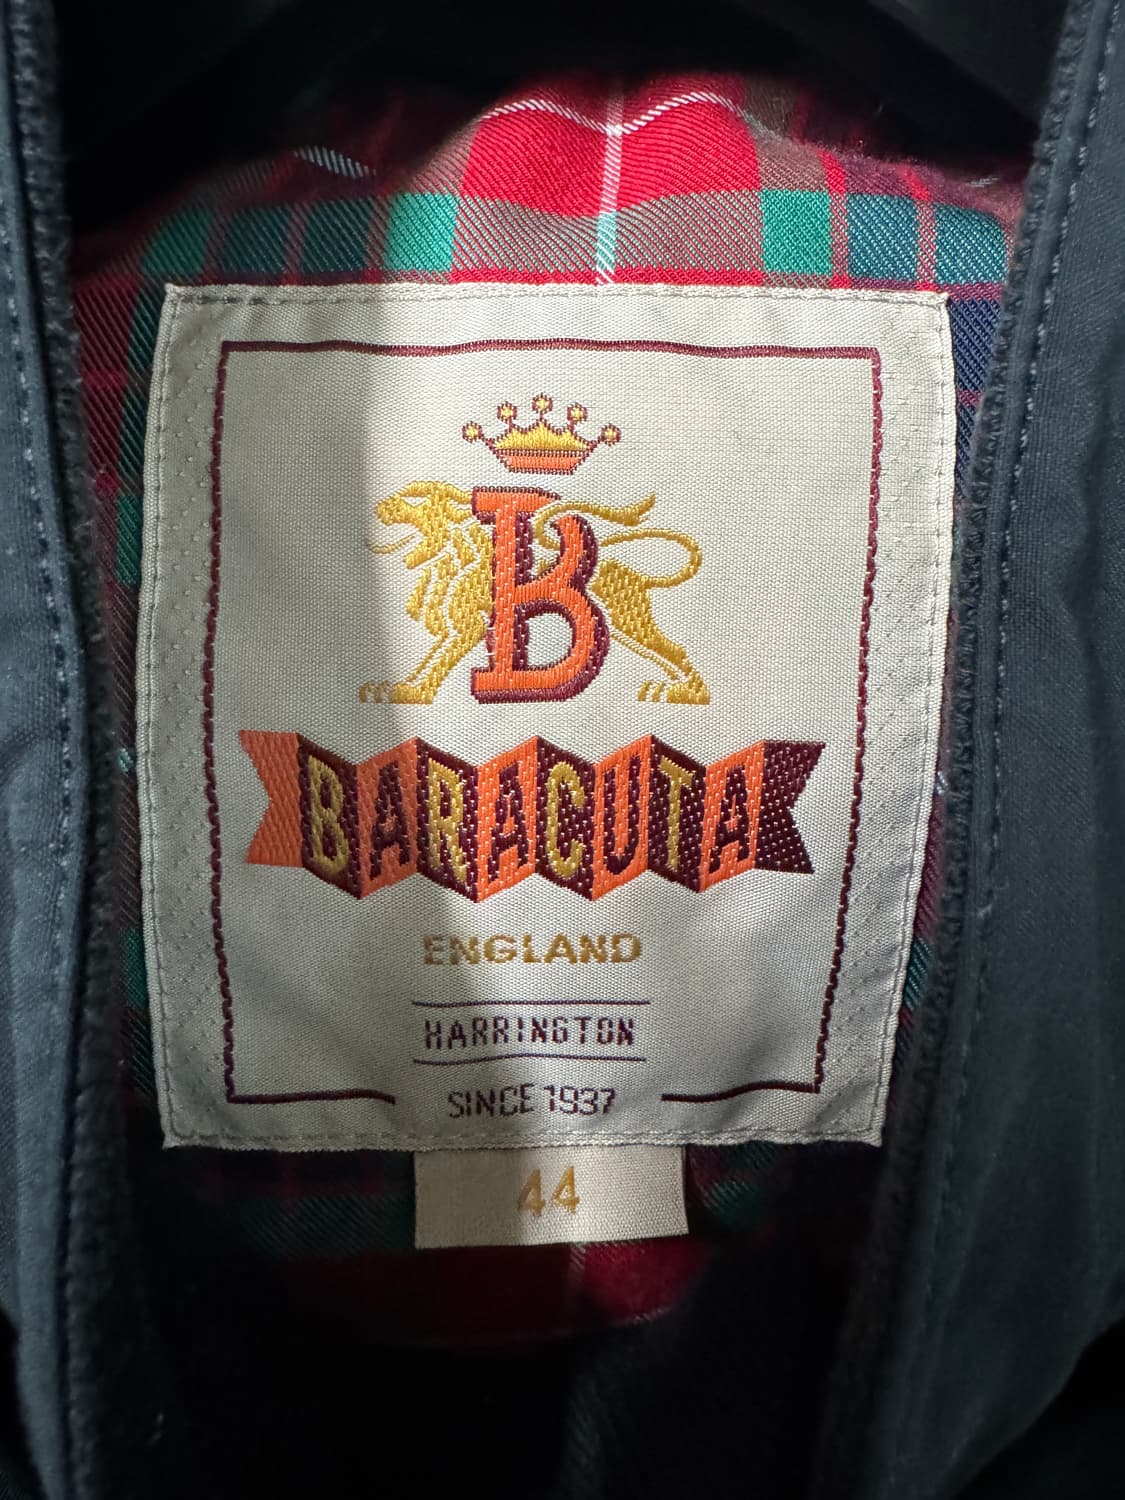 B
BARACUTA
ENGLAND
HARRINGTON
SINCE 1937
44